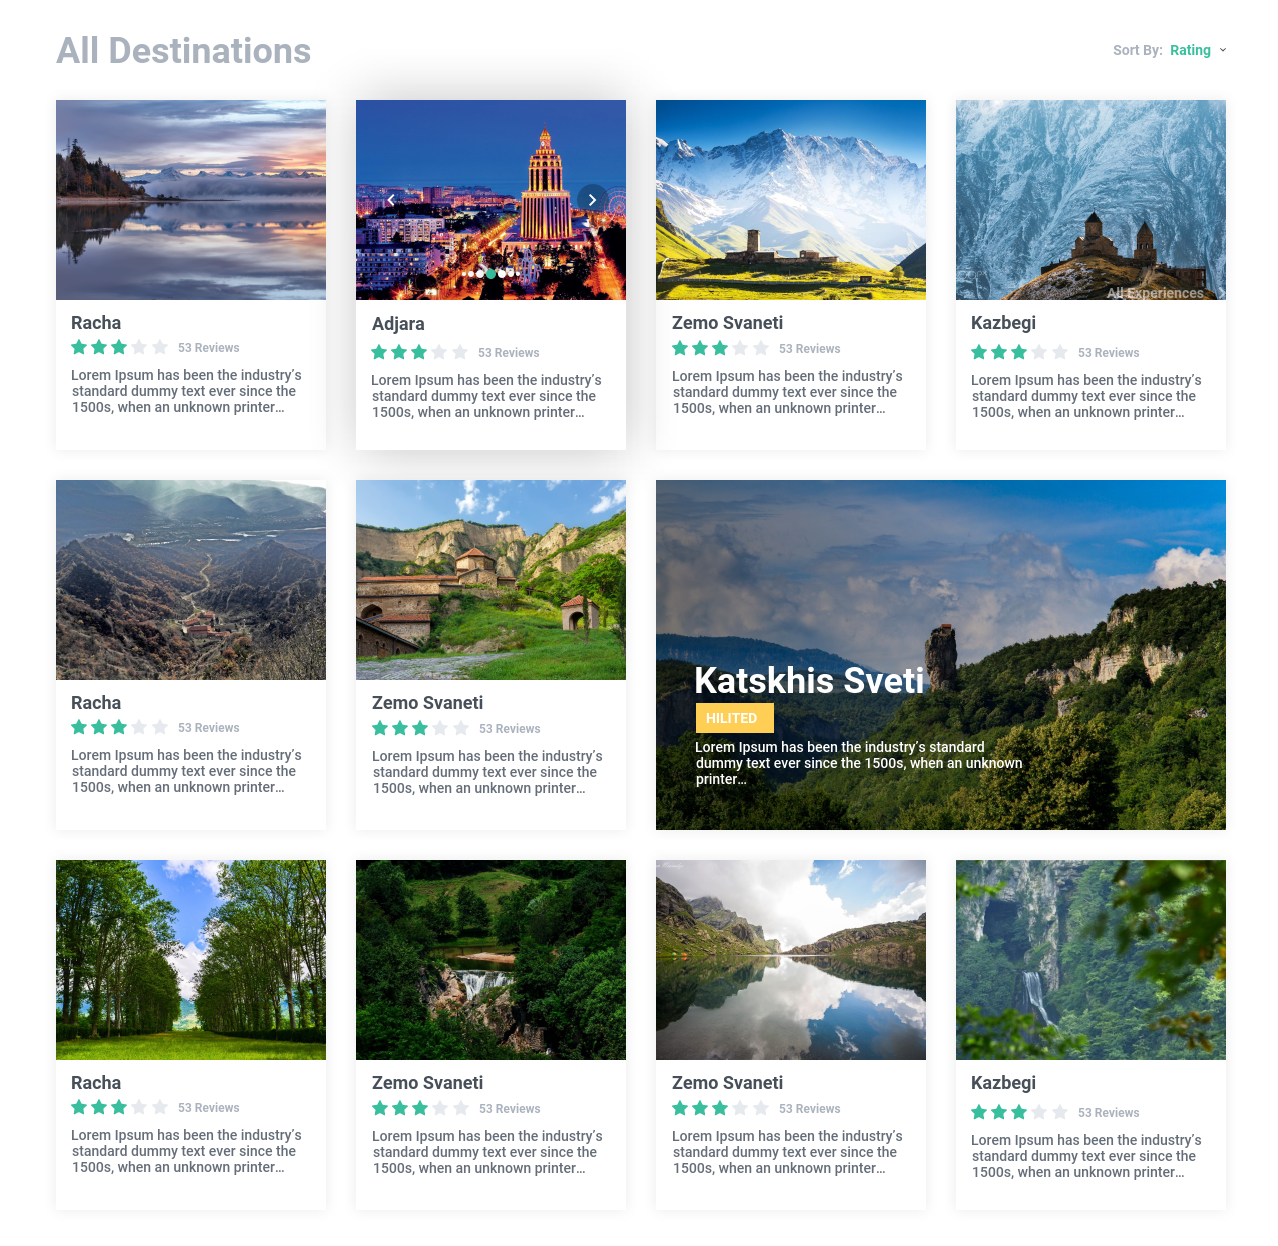 All Destinations
Sort By: Rating
All Experiences
Racha
53 Reviews
Lorem Ipsum has been the industry’s
standard dummy text ever since the
1500s, when an unknown printer…
Adjara
53 Reviews
Lorem Ipsum has been the industry’s
standard dummy text ever since the
1500s, when an unknown printer…
Zemo Svaneti
53 Reviews
Lorem Ipsum has been the industry’s
standard dummy text ever since the
1500s, when an unknown printer…
Kazbegi
53 Reviews
Lorem Ipsum has been the industry’s
standard dummy text ever since the
1500s, when an unknown printer…
Racha
53 Reviews
Lorem Ipsum has been the industry’s
standard dummy text ever since the
1500s, when an unknown printer…
Zemo Svaneti
53 Reviews
Lorem Ipsum has been the industry’s
standard dummy text ever since the
1500s, when an unknown printer…
Katskhis Sveti
HILITED
Lorem Ipsum has been the industry’s standard
dummy text ever since the 1500s, when an unknown
printer…
Racha
53 Reviews
Lorem Ipsum has been the industry’s
standard dummy text ever since the
1500s, when an unknown printer…
Zemo Svaneti
53 Reviews
Lorem Ipsum has been the industry’s
standard dummy text ever since the
1500s, when an unknown printer…
Zemo Svaneti
53 Reviews
Lorem Ipsum has been the industry’s
standard dummy text ever since the
1500s, when an unknown printer…
Kazbegi
53 Reviews
Lorem Ipsum has been the industry’s
standard dummy text ever since the
1500s, when an unknown printer…